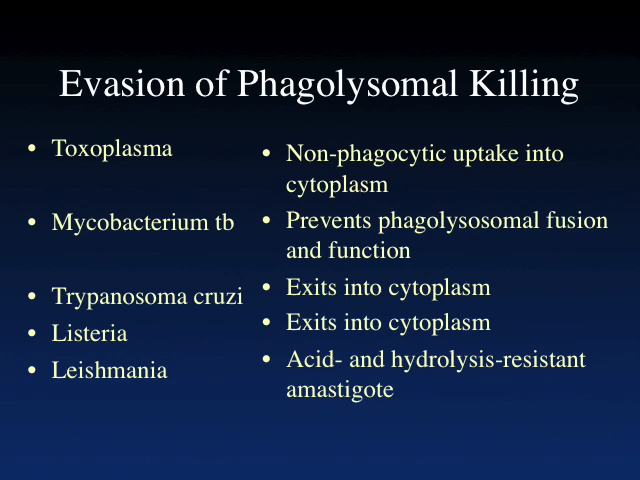 Evasion of Phagolysomal Killing
• Toxoplasma
• Mycobacterium tb
• Trypanosoma cruzi
• Listeria
• Leishmania
• Non-phagocytic uptake into
cytoplasm
• Prevents phagolysosomal fusion
and function
• Exits into cytoplasm
• Exits into cytoplasm
• Acid- and hydrolysis-resistant
amastigote